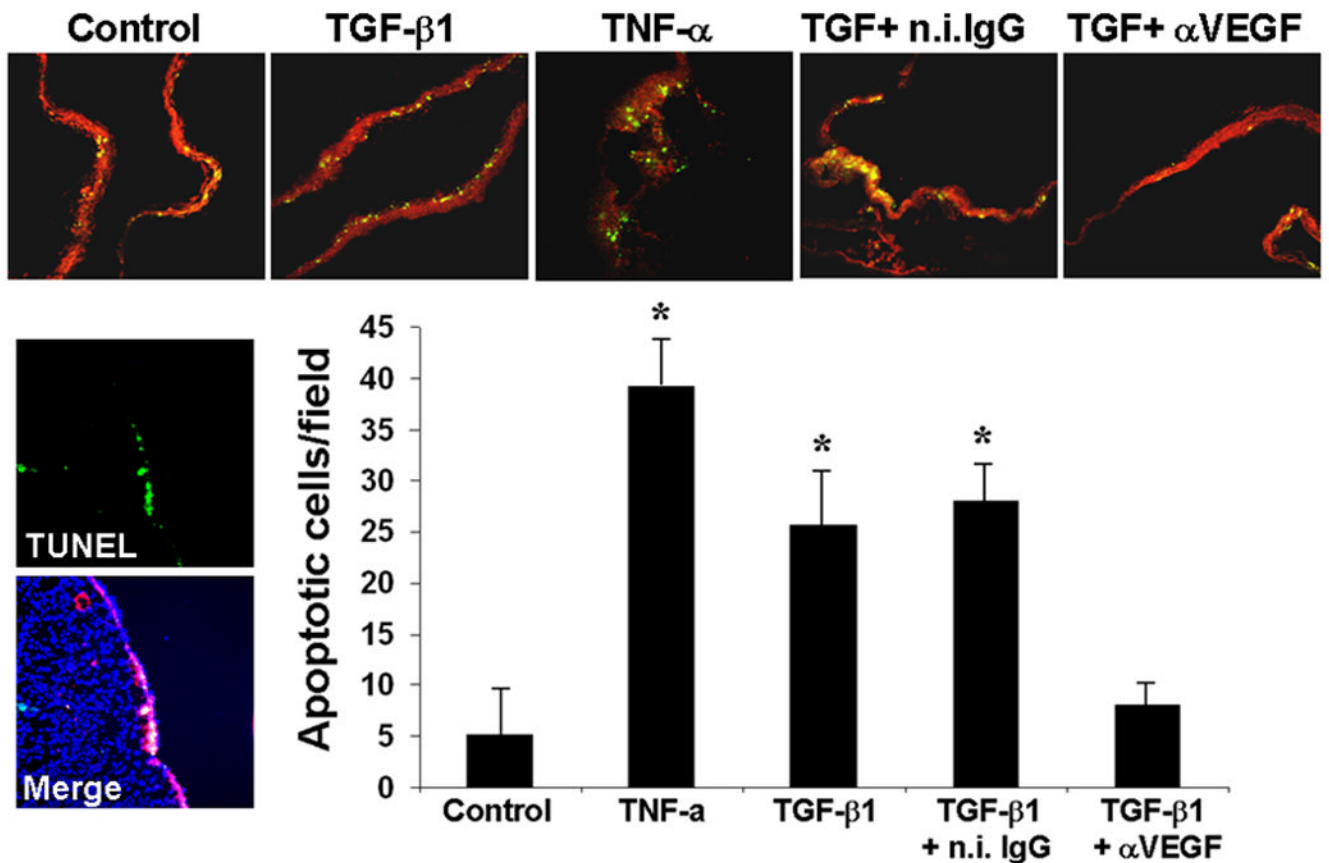 Control TGF-β1 TNF-α TGF+ n.i.IgG TGF+ αVEGF
TUNEL
Merge
Apoptotic cells/field
45
40
35
30
25
20
15
10
5
0
*
*
*
Control TNF-a TGF-β1 TGF-β1 TGF-β1
+ n.i. IgG + αVEGF